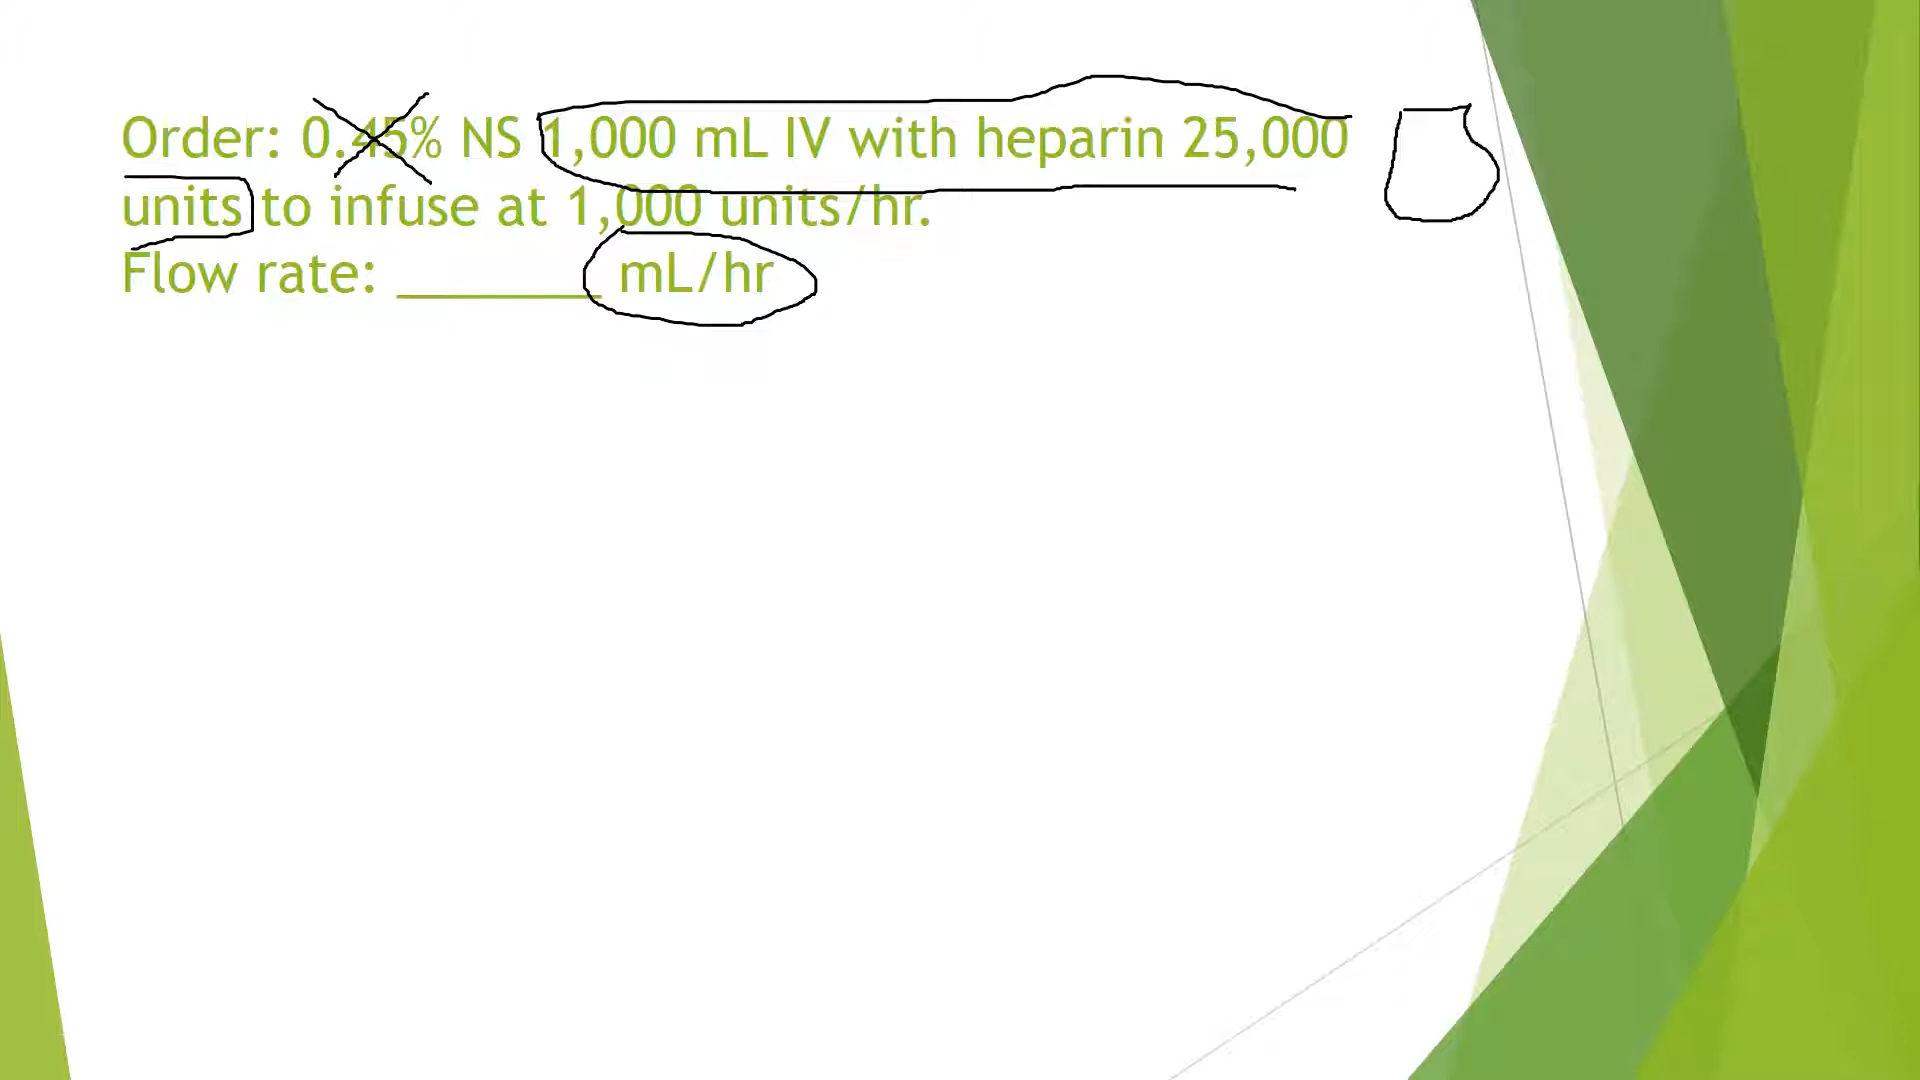 Order: 0.45% NS 1,000 mL IV with heparin 25,000
units to infuse at 1,000 units/hr.
Flow rate: ________ mL/hr